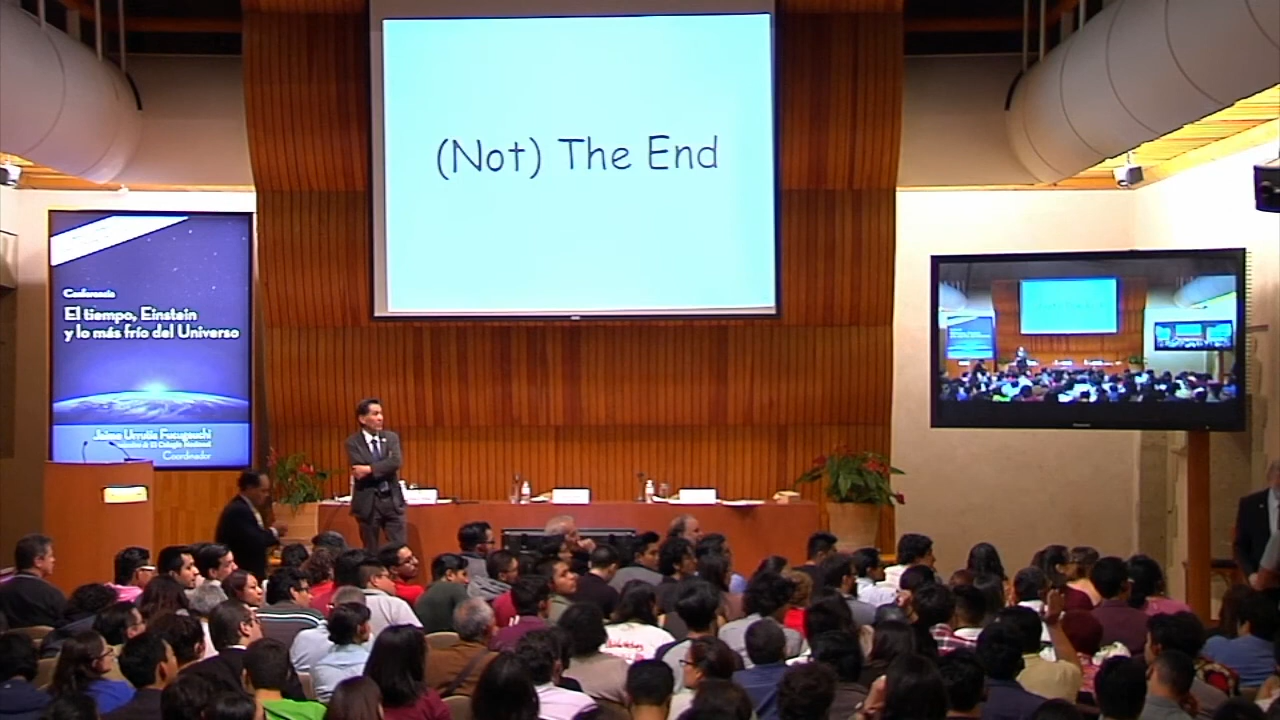 (Not) The End
Conferencia
El tiempo, Einstein
y lo más frío del Universo
Jaime Urrutia Fucugauchi
Coordinador